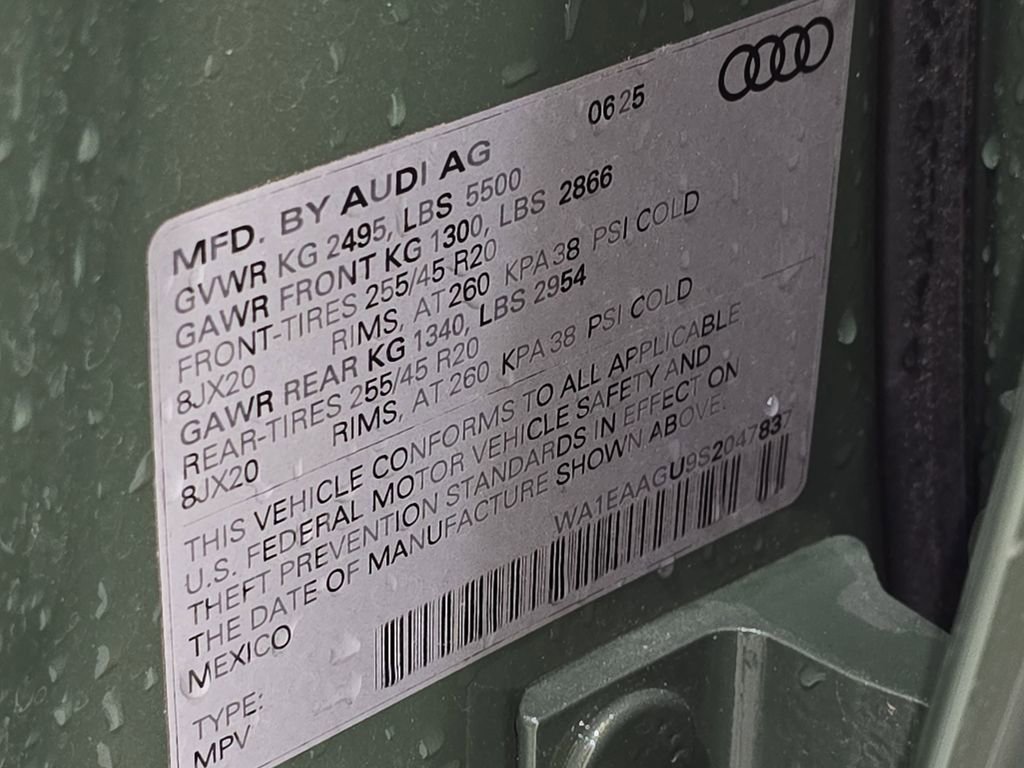 MFD. BY AUDI AG 0625
GVWR KG 2495, LBS 5500
GAWR FRONT KG 1300, LBS 2866
FRONT-TIRES 255/45 R20
8JX20 RIMS, AT 260 KPA 38 PSI COLD
GAWR REAR KG 1340, LBS 2954
REAR-TIRES 255/45 R20
8JX20 RIMS, AT 260 KPA 38 PSI COLD
THIS VEHICLE CONFORMS TO ALL APPLICABLE
U.S. FEDERAL MOTOR VEHICLE SAFETY AND
THEFT PREVENTION STANDARDS IN EFFECT ON
THE DATE OF MANUFACTURE SHOWN ABOVE.
MEXICO WA1EAAGU9S2047837
TYPE:
MPV